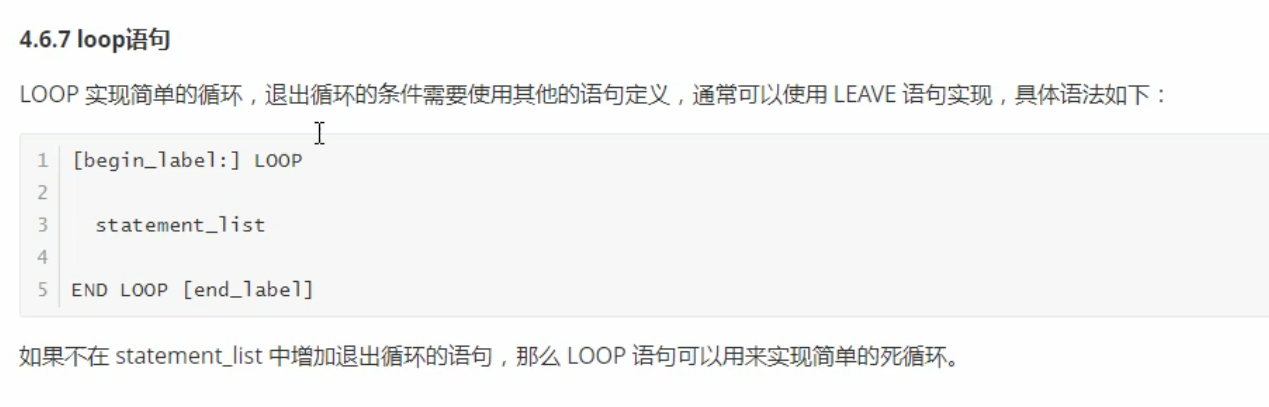 4.6.7 loop语句
LOOP 实现简单的循环，退出循环的条件需要使用其他的语句定义，通常可以使用 LEAVE 语句实现，具体语法如下：
1 [begin_label:] LOOP
2
3 statement_list
4
5 END LOOP [end_label]
如果不在 statement_list 中增加退出循环的语句，那么 LOOP 语句可以用来实现简单的死循环。